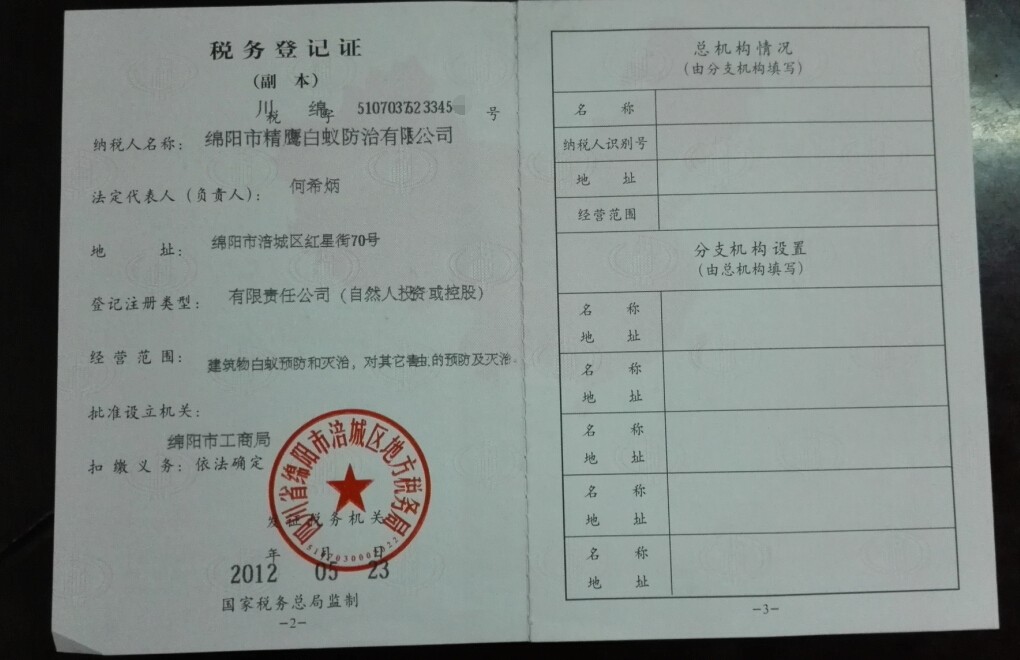 税务登记证
(副 本)
川 税 绵 字 5107037523345 号
纳税人名称: 绵阳市精鹰白蚁防治有限公司
法定代表人(负责人): 何希炳
地 址: 绵阳市涪城区红星街70号
登记注册类型: 有限责任公司(自然人投资或控股)
经营范围: 建筑物白蚁预防和灭治,对其它害虫的预防及灭治
批准设立机关:
绵阳市工商局
扣缴义务: 依法确定
四川省绵阳市涪城区地方税务局
发证税务机关
年 月 日
2012 05 23
国家税务总局监制
-2-
总机构情况
(由分支机构填写)
名 称
纳税人识别号
地 址
经营范围
分支机构设置
(由总机构填写)
名 称
地 址
名 称
地 址
名 称
地 址
名 称
地 址
名 称
地 址
-3-